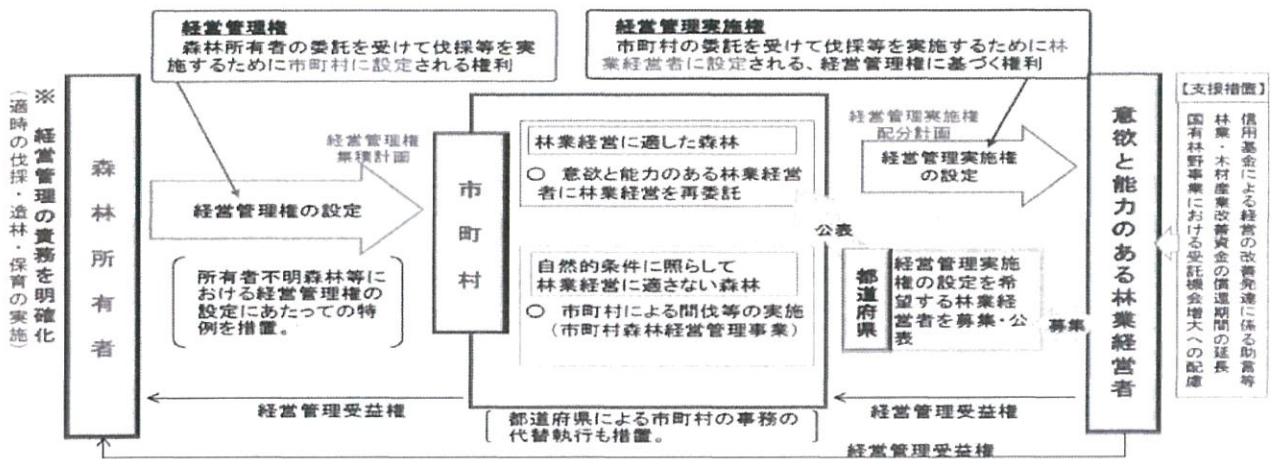 経営管理権
森林所有者の委託を受けて伐採等を実
施するために市町村に設定される権利
経営管理実施権
市町村の委託を受けて伐採等を実施するために林
業経営者に設定される、経営管理権に基づく権利
※ 経営管理の責務を明確化
(適時の伐採・造林・保育の実施)
森林所有者
経営管理権
集積計画
経営管理権の設定
所有者不明森林等に
おける経営管理権の
設定にあたっての特
例を措置。
市町村
林業経営に適した森林
○ 意欲と能力のある林業経営
者に林業経営を再委託
自然的条件に照らして
林業経営に適さない森林
○ 市町村による間伐等の実施
(市町村森林経営管理事業)
経営管理実施権
配分計画
経営管理実施権
の設定
公表
都道府県
経営管理実施
権の設定を希
望する林業経
営者を募集・公
表
募集
意欲と能力のある林業経営者
【支援措置】
信用基金による経営の改善発達に係る助言等
林業・木材産業改善資金の償還期間の延長
国有林野事業における受託機会増大への配慮
経営管理受益権
都道府県による市町村の事務の
代替執行も措置。
経営管理受益権
経営管理受益権